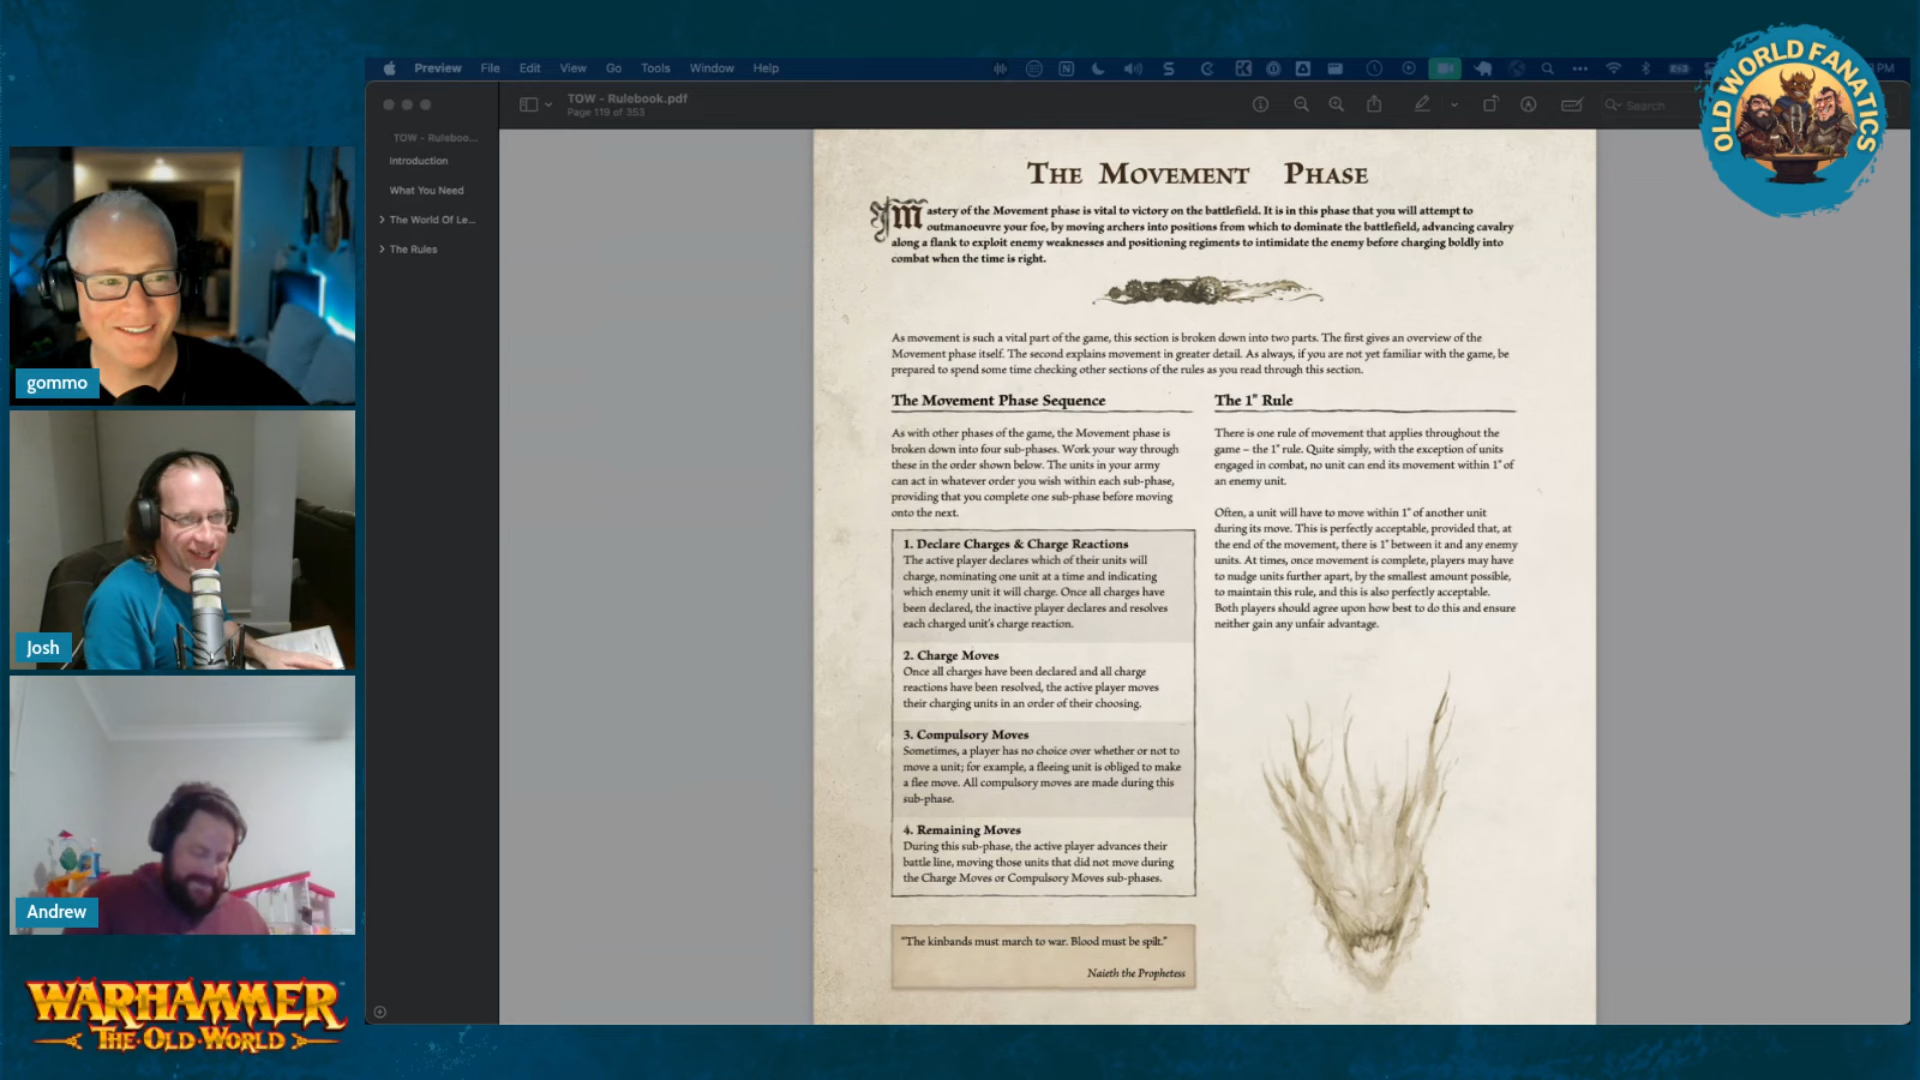 Preview File Edit View Go Tools Window Help
PM
OLD WORLD FANATICS
TOW - Rulebook.pdf
Page 119 of 353
Search
TOW - Ruleboo...
Introduction
What You Need
The World Of Le...
The Rules
gommo
Josh
Andrew
WARHAMMER
THE OLD WORLD
The Movement Phase
Mastery of the Movement phase is vital to victory on the battlefield. It is in this phase that you will attempt to
outmanoeuvre your foe, by moving archers into positions from which to dominate the battlefield, advancing cavalry
along a flank to exploit enemy weaknesses and positioning regiments to intimidate the enemy before charging boldly into
combat when the time is right.
As movement is such a vital part of the game, this section is broken down into two parts. The first gives an overview of the
Movement phase itself. The second explains movement in greater detail. As always, if you are not yet familiar with the game, be
prepared to spend some time checking other sections of the rules as you read through this section.
The Movement Phase Sequence
As with other phases of the game, the Movement phase is
broken down into four sub-phases. Work your way through
these in the order shown below. The units in your army
can act in whatever order you wish within each sub-phase,
providing that you complete one sub-phase before moving
onto the next.
1. Declare Charges & Charge Reactions
The active player declares which of their units will
charge, nominating one unit at a time and indicating
which enemy unit it will charge. Once all charges have
been declared, the inactive player declares and resolves
each charged unit's charge reaction.
2. Charge Moves
Once all charges have been declared and all charge
reactions have been resolved, the active player moves
their charging units in an order of their choosing.
3. Compulsory Moves
Sometimes, a player has no choice over whether or not to
move a unit; for example, a fleeing unit is obliged to make
a flee move. All compulsory moves are made during this
sub-phase.
4. Remaining Moves
During this sub-phase, the active player advances their
battle line, moving those units that did not move during
the Charge Moves or Compulsory Moves sub-phases.
"The kinbands must march to war. Blood must be spilt."
Naieth the Prophetess
The 1" Rule
There is one rule of movement that applies throughout the
game – the 1" rule. Quite simply, with the exception of units
engaged in combat, no unit can end its movement within 1" of
an enemy unit.
Often, a unit will have to move within 1" of another unit
during its move. This is perfectly acceptable, provided that, at
the end of the movement, there is 1" between it and any enemy
units. At times, once movement is complete, players may have
to nudge units further apart, by the smallest amount possible,
to maintain this rule, and this is also perfectly acceptable.
Both players should agree upon how best to do this and ensure
neither gain any unfair advantage.